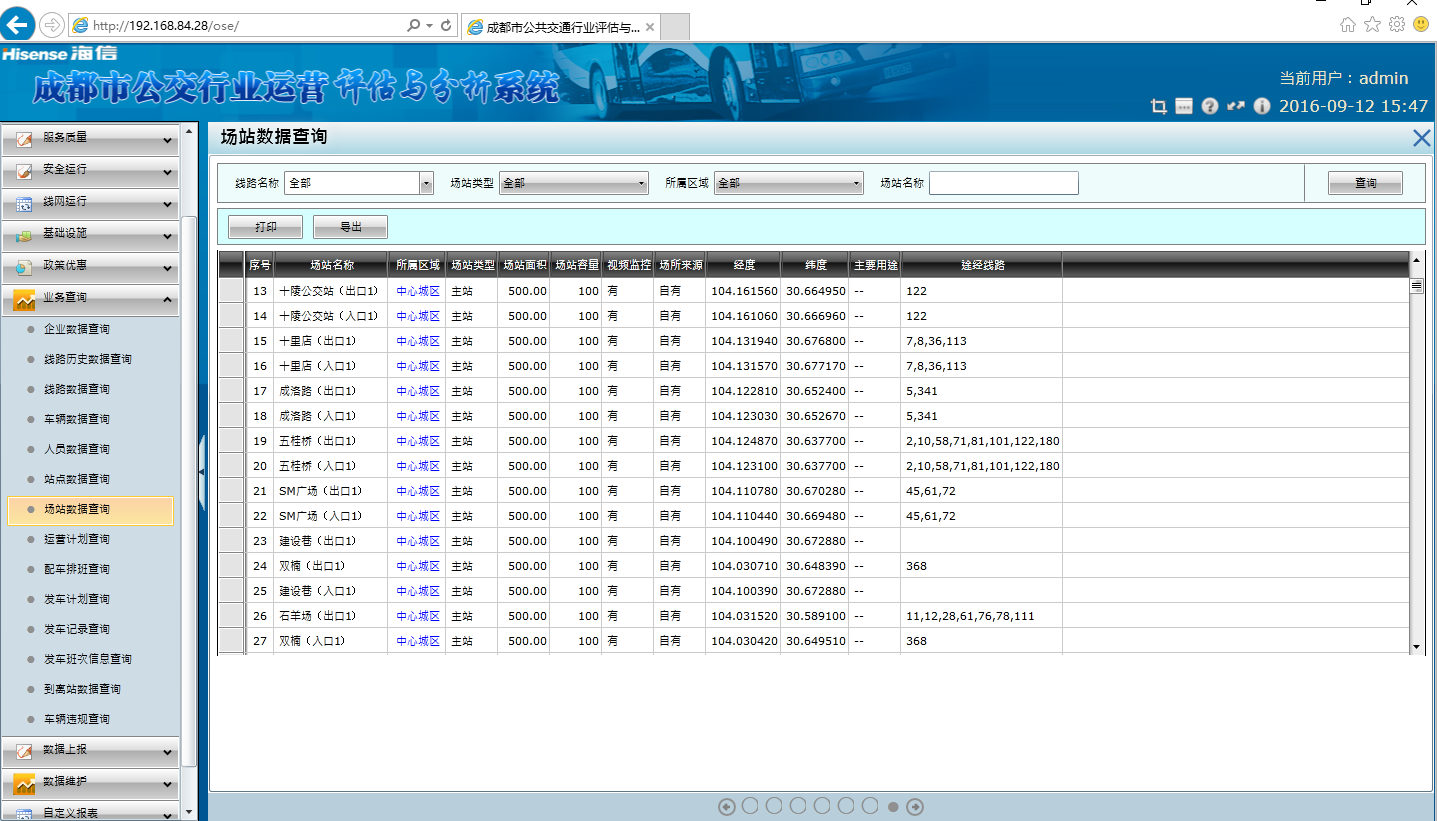 http://192.168.84.28/ose/
成都市公共交通行业评估与...
Hisense 海信
成都市公交行业运营评估与分析系统
当前用户：admin
2016-09-12 15:47
服务质量
安全运行
线网运行
基础设施
政策优惠
业务查询
企业数据查询
线路历史数据查询
线路数据查询
车辆数据查询
人员数据查询
站点数据查询
场站数据查询
运营计划查询
配车排班查询
发车计划查询
发车记录查询
发车班次信息查询
到离站数据查询
车辆违规查询
数据上报
数据维护
自定义报表
场站数据查询
线路名称 全部 场站类型 全部 所属区域 全部 场站名称 查询
打印 导出
序号 场站名称 所属区域 场站类型 场站面积 场站容量 视频监控 场所来源 经度 纬度 主要用途 途经线路
13 十陵公交站（出口1） 中心城区 主站 500.00 100 有 自有 104.161560 30.664950 -- 122
14 十陵公交站（入口1） 中心城区 主站 500.00 100 有 自有 104.161060 30.666960 -- 122
15 十里店（出口1） 中心城区 主站 500.00 100 有 自有 104.131940 30.676800 -- 7,8,36,113
16 十里店（入口1） 中心城区 主站 500.00 100 有 自有 104.131570 30.677170 -- 7,8,36,113
17 成洛路（出口1） 中心城区 主站 500.00 100 有 自有 104.122810 30.652400 -- 5,341
18 成洛路（入口1） 中心城区 主站 500.00 100 有 自有 104.123030 30.652670 -- 5,341
19 五桂桥（出口1） 中心城区 主站 500.00 100 有 自有 104.124870 30.637700 -- 2,10,58,71,81,101,122,180
20 五桂桥（入口1） 中心城区 主站 500.00 100 有 自有 104.123100 30.637700 -- 2,10,58,71,81,101,122,180
21 SM广场（出口1） 中心城区 主站 500.00 100 有 自有 104.110780 30.670280 -- 45,61,72
22 SM广场（入口1） 中心城区 主站 500.00 100 有 自有 104.110440 30.669480 -- 45,61,72
23 建设巷（出口1） 中心城区 主站 500.00 100 有 自有 104.100490 30.672880 --
24 双楠（出口1） 中心城区 主站 500.00 100 有 自有 104.030710 30.648390 -- 368
25 建设巷（入口1） 中心城区 主站 500.00 100 有 自有 104.100390 30.672880 --
26 石羊场（出口1） 中心城区 主站 500.00 100 有 自有 104.031520 30.589100 -- 11,12,28,61,76,78,111
27 双楠（入口1） 中心城区 主站 500.00 100 有 自有 104.030420 30.649510 -- 368